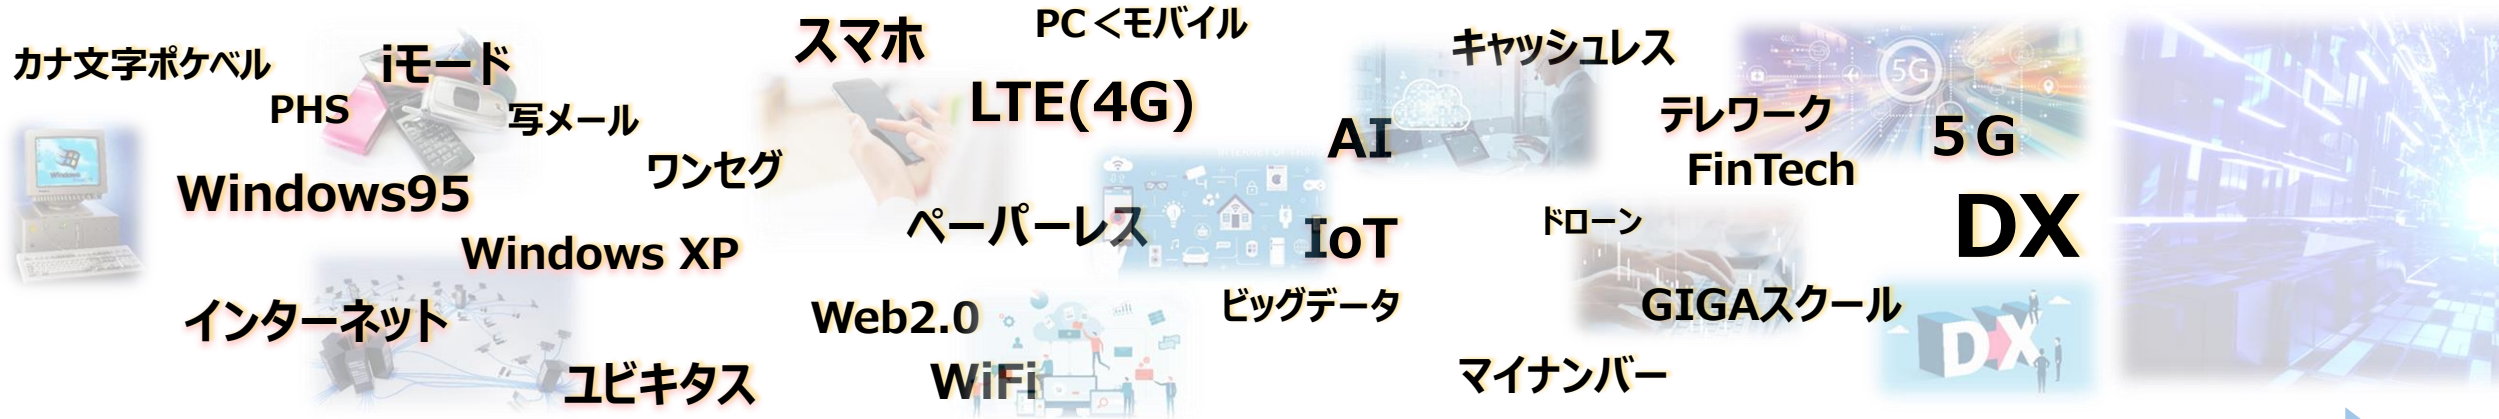 カナ文字ポケベル
iモード
PHS
写メール
Windows95
Windows
ワンセグ
Windows XP
インターネット
ユビキタス
スマホ
PC<モバイル
LTE(4G)
ペーパーレス
Web2.0
WiFi
AI
IoT
ビッグデータ
キャッシュレス
テレワーク
FinTech
5G
5G
ドローン
DX
GIGAスクール
マイナンバー
DX